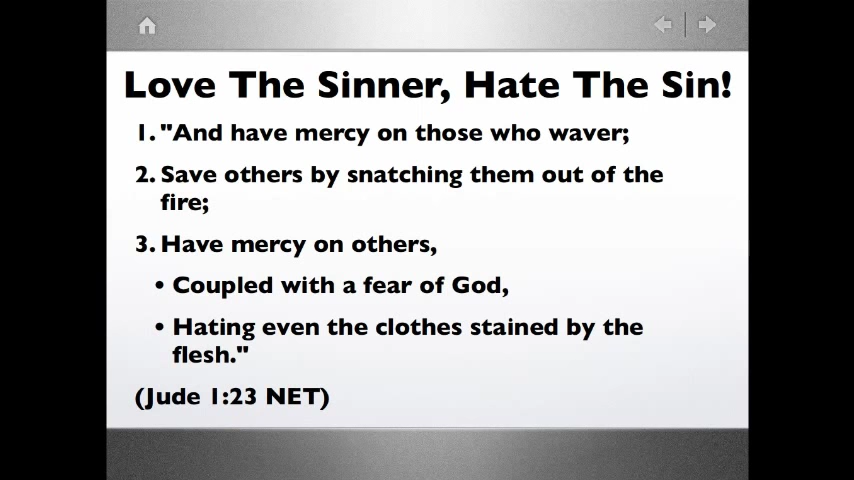 Love The Sinner, Hate The Sin!
1. "And have mercy on those who waver;
2. Save others by snatching them out of the
fire;
3. Have mercy on others,
• Coupled with a fear of God,
• Hating even the clothes stained by the
flesh."
(Jude 1:23 NET)